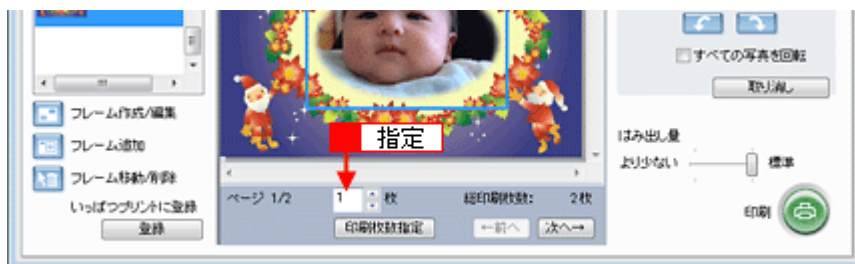 すべての写真を回転
取り消し
フレーム作成/編集
フレーム追加
フレーム移動/削除
いっぱつプリントに登録
登録
指定
ページ 1/2
1
枚
総印刷枚数:
2枚
印刷枚数指定
←前へ
次へ→
はみ出し量
より少ない
標準
印刷